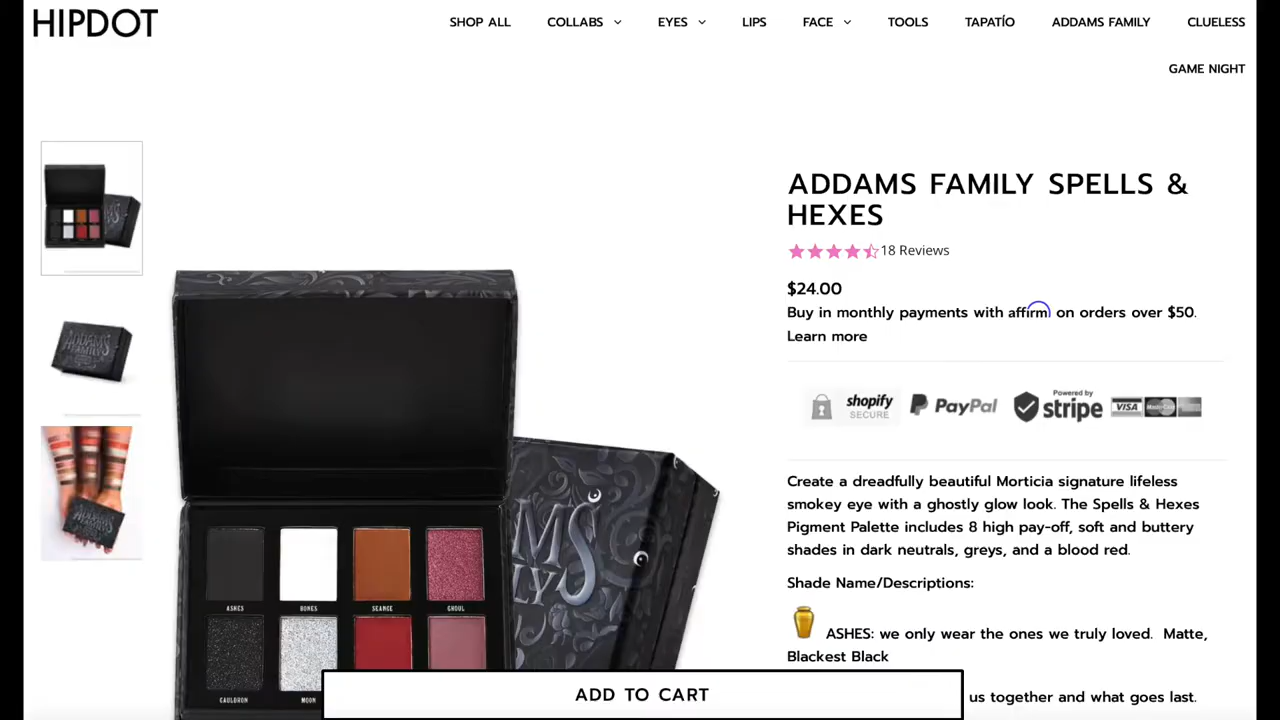 HIPDOT
SHOP ALL
COLLABS
EYES
LIPS
FACE
TOOLS
TAPATÍO
ADDAMS FAMILY
CLUELESS
GAME NIGHT
ADDAMS FAMILY SPELLS &
HEXES
18 Reviews
$24.00
Buy in monthly payments with affirm on orders over $50.
Learn more
shopify
SECURE
PayPal
Powered by
stripe
VISA
MasterCard
Create a dreadfully beautiful Morticia signature lifeless
smokey eye with a ghostly glow look. The Spells & Hexes
Pigment Palette includes 8 high pay-off, soft and buttery
shades in dark neutrals, greys, and a blood red.
Shade Name/Descriptions:
ASHES: we only wear the ones we truly loved. Matte,
Blackest Black
us together and what goes last.
ADD TO CART
ASHES
BONES
SEANCE
GHOUL
CAULDRON
MOON
ADDAMS